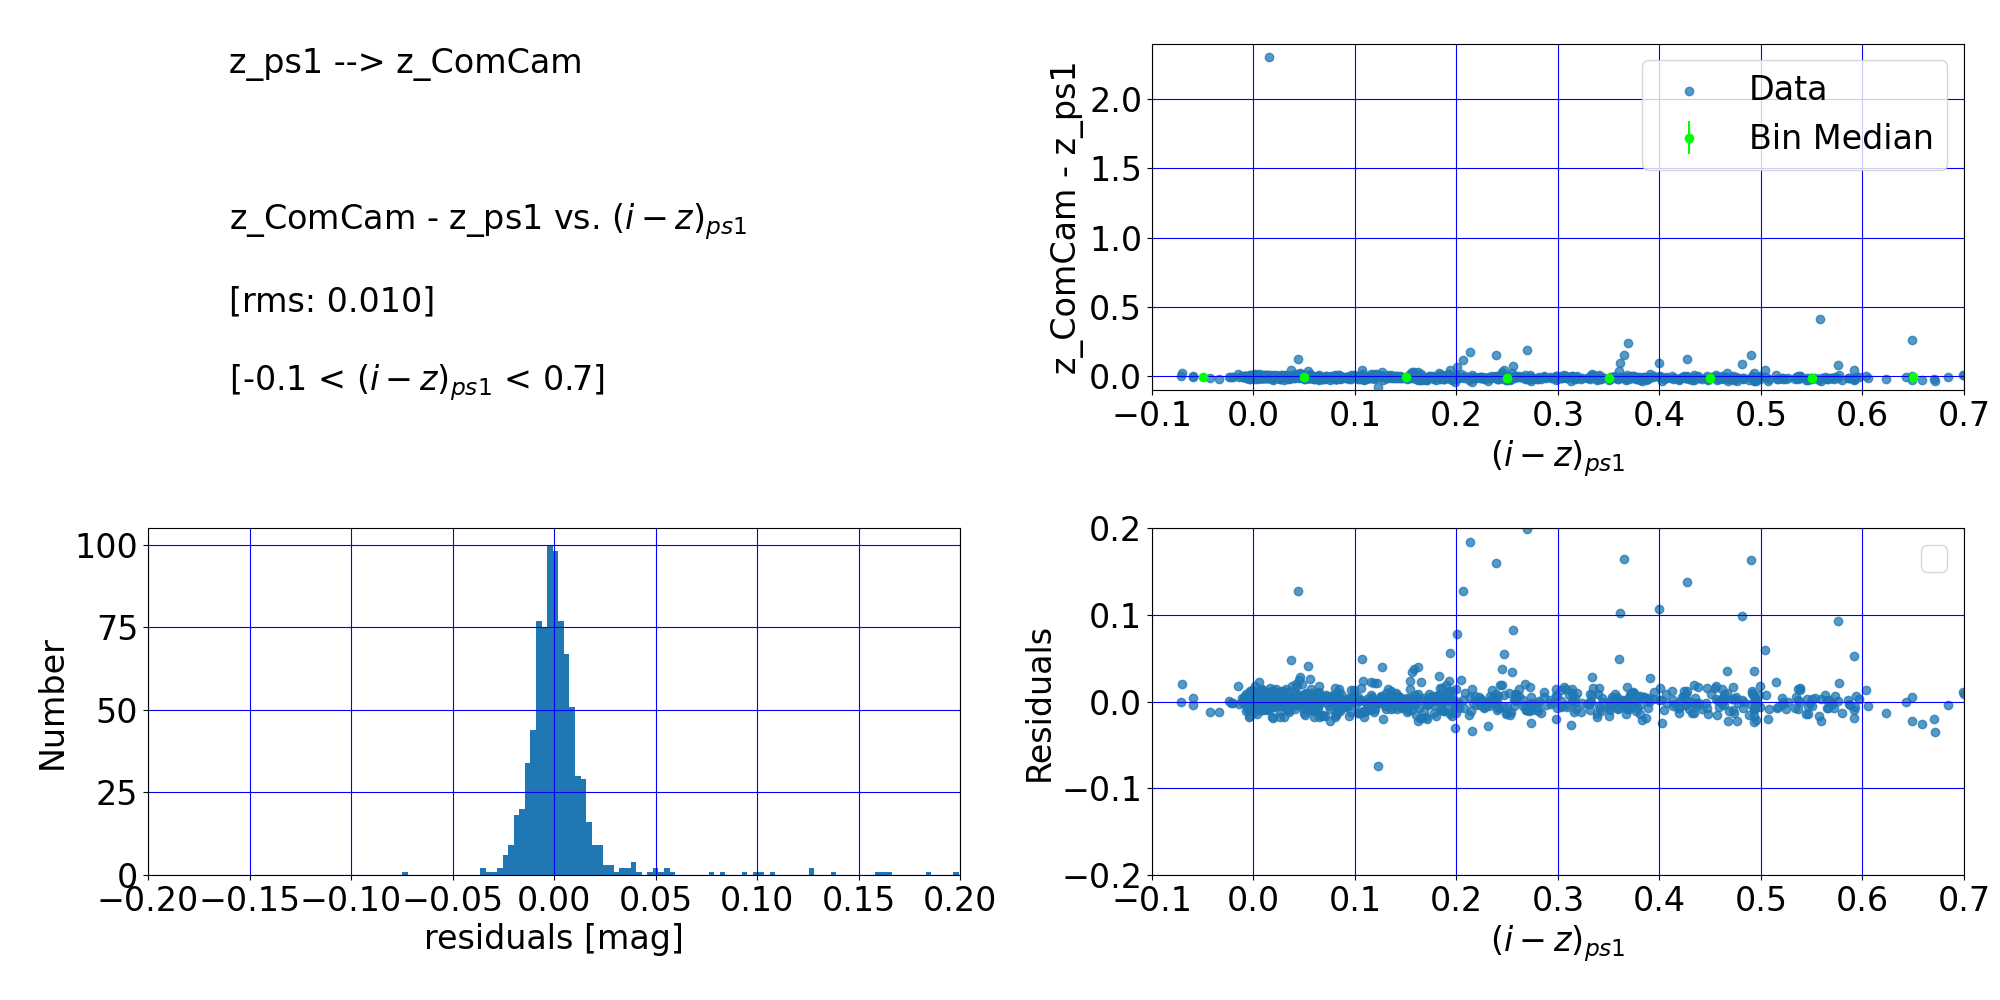 z_ps1 --> z_ComCam
z_ComCam - z_ps1 vs. (i − z)ps1
[rms: 0.010]
[-0.1 < (i − z)ps1 < 0.7]
z_ComCam - z_ps1
2.0
1.5
1.0
0.5
0.0
Data
Bin Median
−0.1 0.0 0.1 0.2 0.3 0.4 0.5 0.6 0.7
(i − z)ps1
Number
100
75
50
25
0
−0.20 −0.15 −0.10 −0.05 0.00 0.05 0.10 0.15 0.20
residuals [mag]
Residuals
0.2
0.1
0.0
−0.1
−0.2
−0.1 0.0 0.1 0.2 0.3 0.4 0.5 0.6 0.7
(i − z)ps1